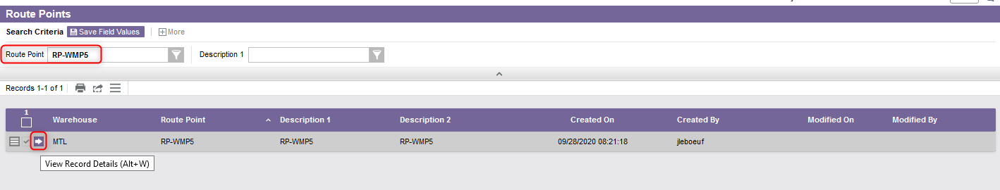 Route Points
Search Criteria Save Field Values More
Route Point RP-WMP5 Description 1
Records 1-1 of 1
1
Warehouse Route Point Description 1 Description 2 Created On Created By Modified On Modified By
MTL RP-WMP5 RP-WMP5 RP-WMP5 09/28/2020 08:21:18 jleboeuf
View Record Details (Alt+W)